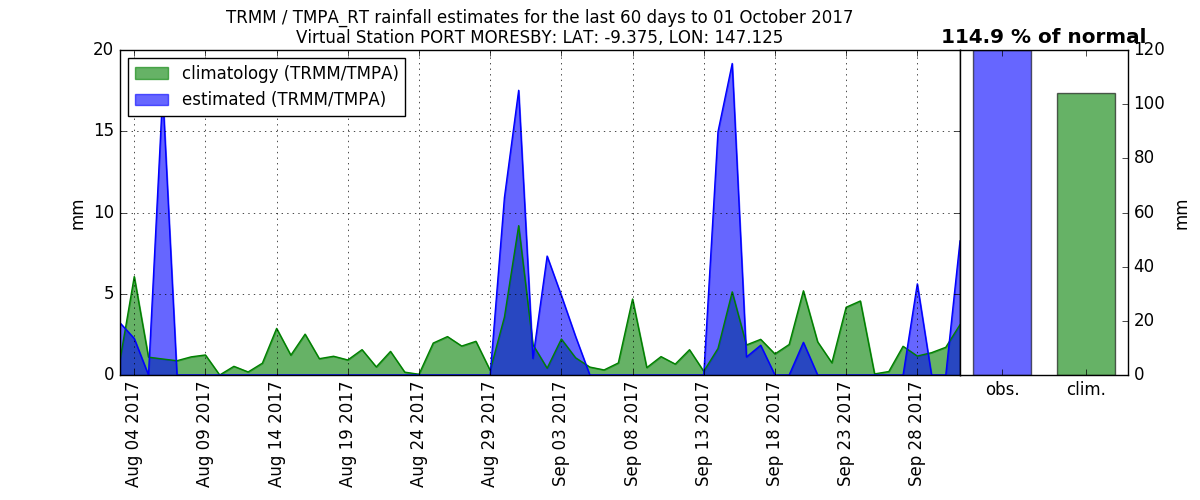 TRMM / TMPA_RT rainfall estimates for the last 60 days to 01 October 2017
Virtual Station PORT MORESBY: LAT: -9.375, LON: 147.125
114.9 % of normal
climatology (TRMM/TMPA)
estimated (TRMM/TMPA)
20
15
10
5
0
mm
120
100
80
60
40
20
0
mm
Aug 04 2017
Aug 09 2017
Aug 14 2017
Aug 19 2017
Aug 24 2017
Aug 29 2017
Sep 03 2017
Sep 08 2017
Sep 13 2017
Sep 18 2017
Sep 23 2017
Sep 28 2017
obs.
clim.